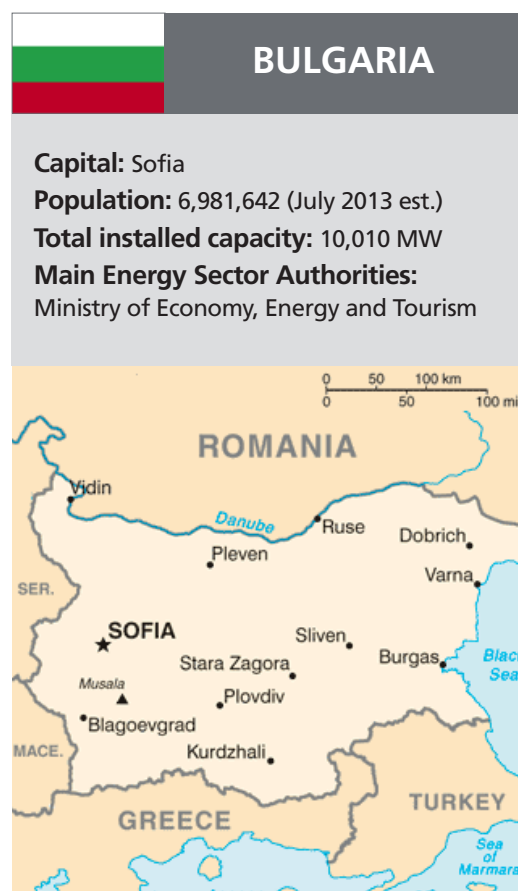 BULGARIA
Capital: Sofia
Population: 6,981,642 (July 2013 est.)
Total installed capacity: 10,010 MW
Main Energy Sector Authorities:
Ministry of Economy, Energy and Tourism
0 50 100 km
0 50 100 mi
ROMANIA
Vidin
Danube
Ruse
Dobrich
Pleven
Varna
SER.
SOFIA
Sliven
Stara Zagora
Burgas
Black
Sea
Musala
Plovdiv
Blagoevgrad
MACE.
Kurdzhali
TURKEY
GREECE
Sea
of
Marmara